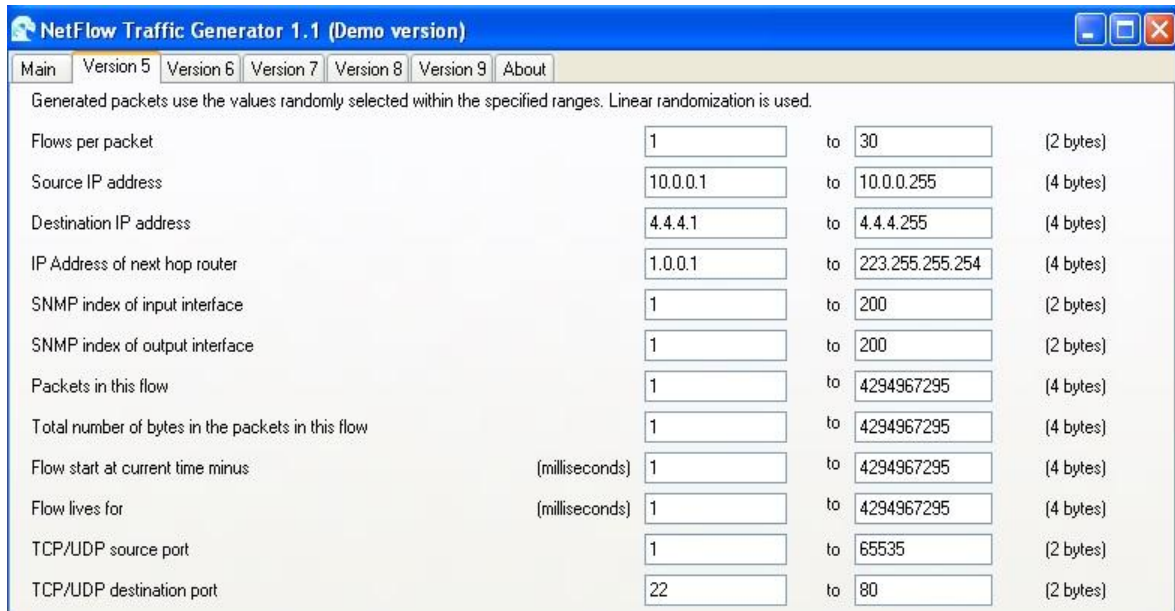 NetFlow Traffic Generator 1.1 (Demo version)
Main Version 5 Version 6 Version 7 Version 8 Version 9 About
Generated packets use the values randomly selected within the specified ranges. Linear randomization is used.
Flows per packet 1 to 30 (2 bytes)
Source IP address 10.0.0.1 to 10.0.0.255 (4 bytes)
Destination IP address 4.4.4.1 to 4.4.4.255 (4 bytes)
IP Address of next hop router 1.0.0.1 to 223.255.255.254 (4 bytes)
SNMP index of input interface 1 to 200 (2 bytes)
SNMP index of output interface 1 to 200 (2 bytes)
Packets in this flow 1 to 4294967295 (4 bytes)
Total number of bytes in the packets in this flow 1 to 4294967295 (4 bytes)
Flow start at current time minus (milliseconds) 1 to 4294967295 (4 bytes)
Flow lives for (milliseconds) 1 to 4294967295 (4 bytes)
TCP/UDP source port 1 to 65535 (2 bytes)
TCP/UDP destination port 22 to 80 (2 bytes)